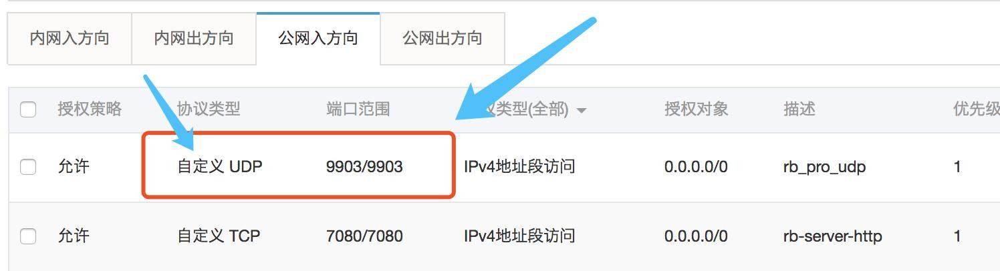 内网入方向 内网出方向 公网入方向 公网出方向
授权策略 协议类型 端口范围 议类型(全部) 授权对象 描述 优先级
允许 自定义 UDP 9903/9903 IPv4地址段访问 0.0.0.0/0 rb_pro_udp 1
允许 自定义 TCP 7080/7080 IPv4地址段访问 0.0.0.0/0 rb-server-http 1